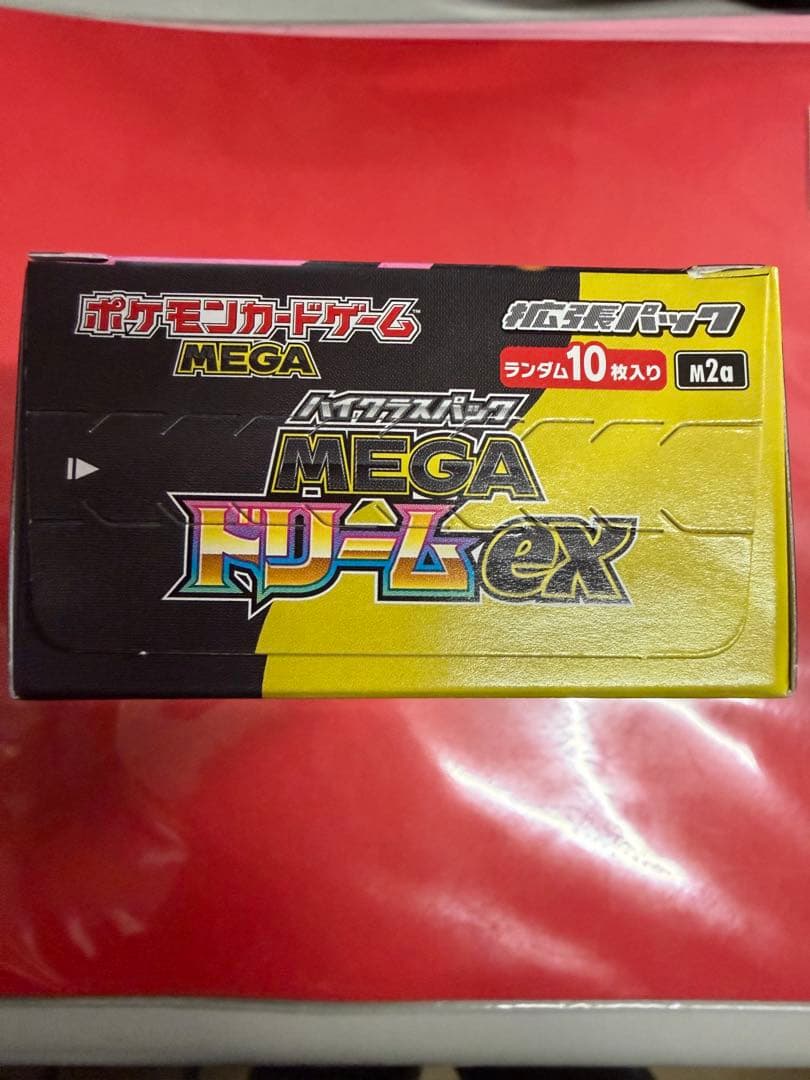 ポケモンカードゲーム™
MEGA
拡張パック
ランダム10枚入り
M2a
ハイクラスパック
MEGA
ドリームex